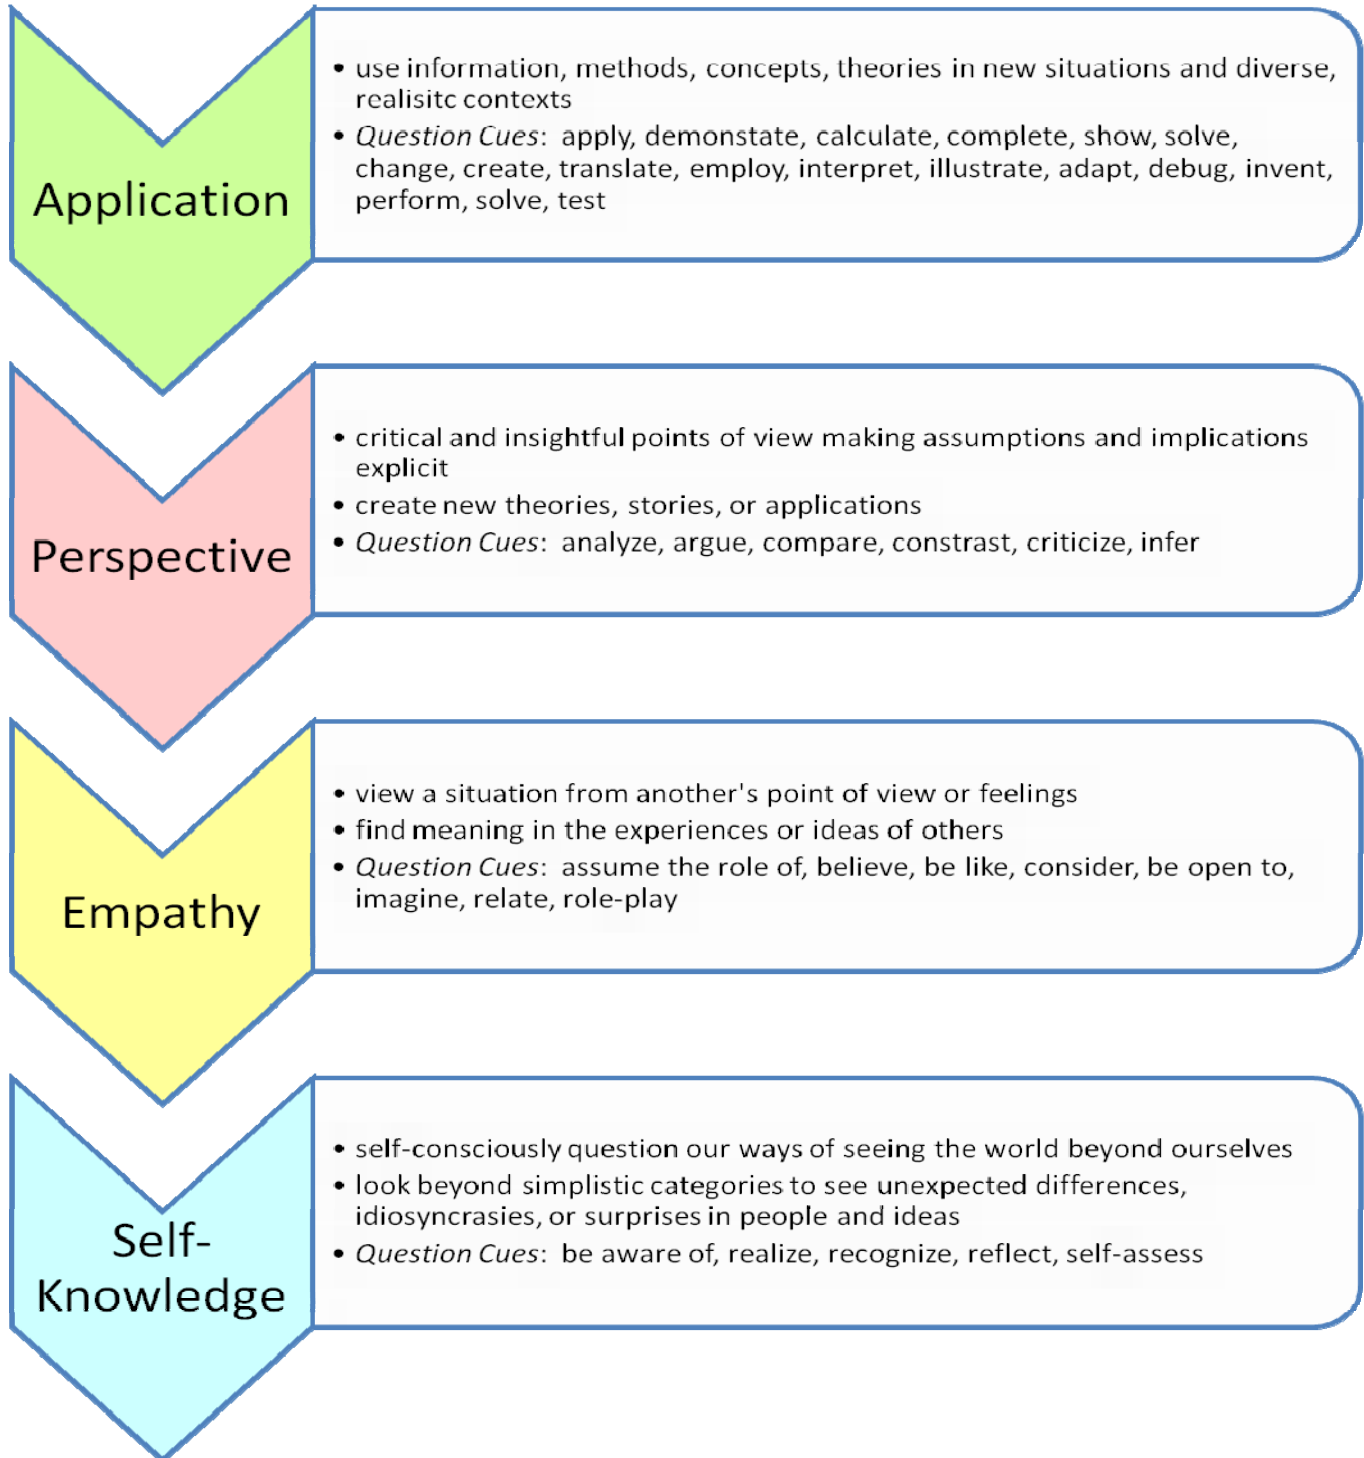 Application
• use information, methods, concepts, theories in new situations and diverse,
realisitc contexts
• Question Cues: apply, demonstate, calculate, complete, show, solve,
change, create, translate, employ, interpret, illustrate, adapt, debug, invent,
perform, solve, test
Perspective
• critical and insightful points of view making assumptions and implications
explicit
• create new theories, stories, or applications
• Question Cues: analyze, argue, compare, constrast, criticize, infer
Empathy
• view a situation from another's point of view or feelings
• find meaning in the experiences or ideas of others
• Question Cues: assume the role of, believe, be like, consider, be open to,
imagine, relate, role-play
Self-
Knowledge
• self-consciously question our ways of seeing the world beyond ourselves
• look beyond simplistic categories to see unexpected differences,
idiosyncrasies, or surprises in people and ideas
• Question Cues: be aware of, realize, recognize, reflect, self-assess